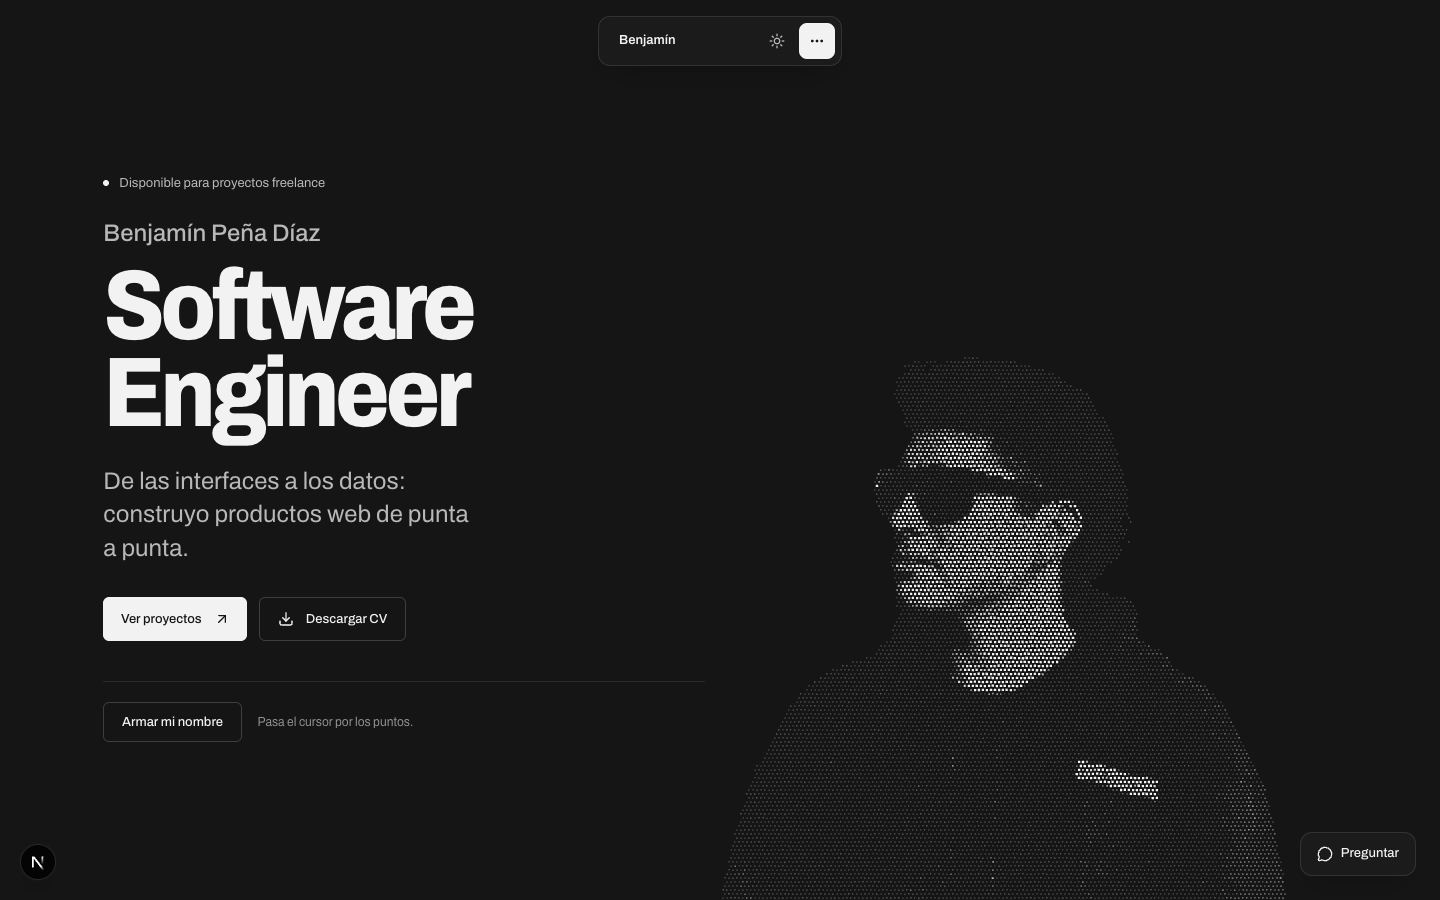 Benjamín
Disponible para proyectos freelance
Benjamín Peña Díaz
Software
Engineer
De las interfaces a los datos:
construyo productos web de punta
a punta.
Ver proyectos
Descargar CV
Armar mi nombre
Pasa el cursor por los puntos.
N
Preguntar